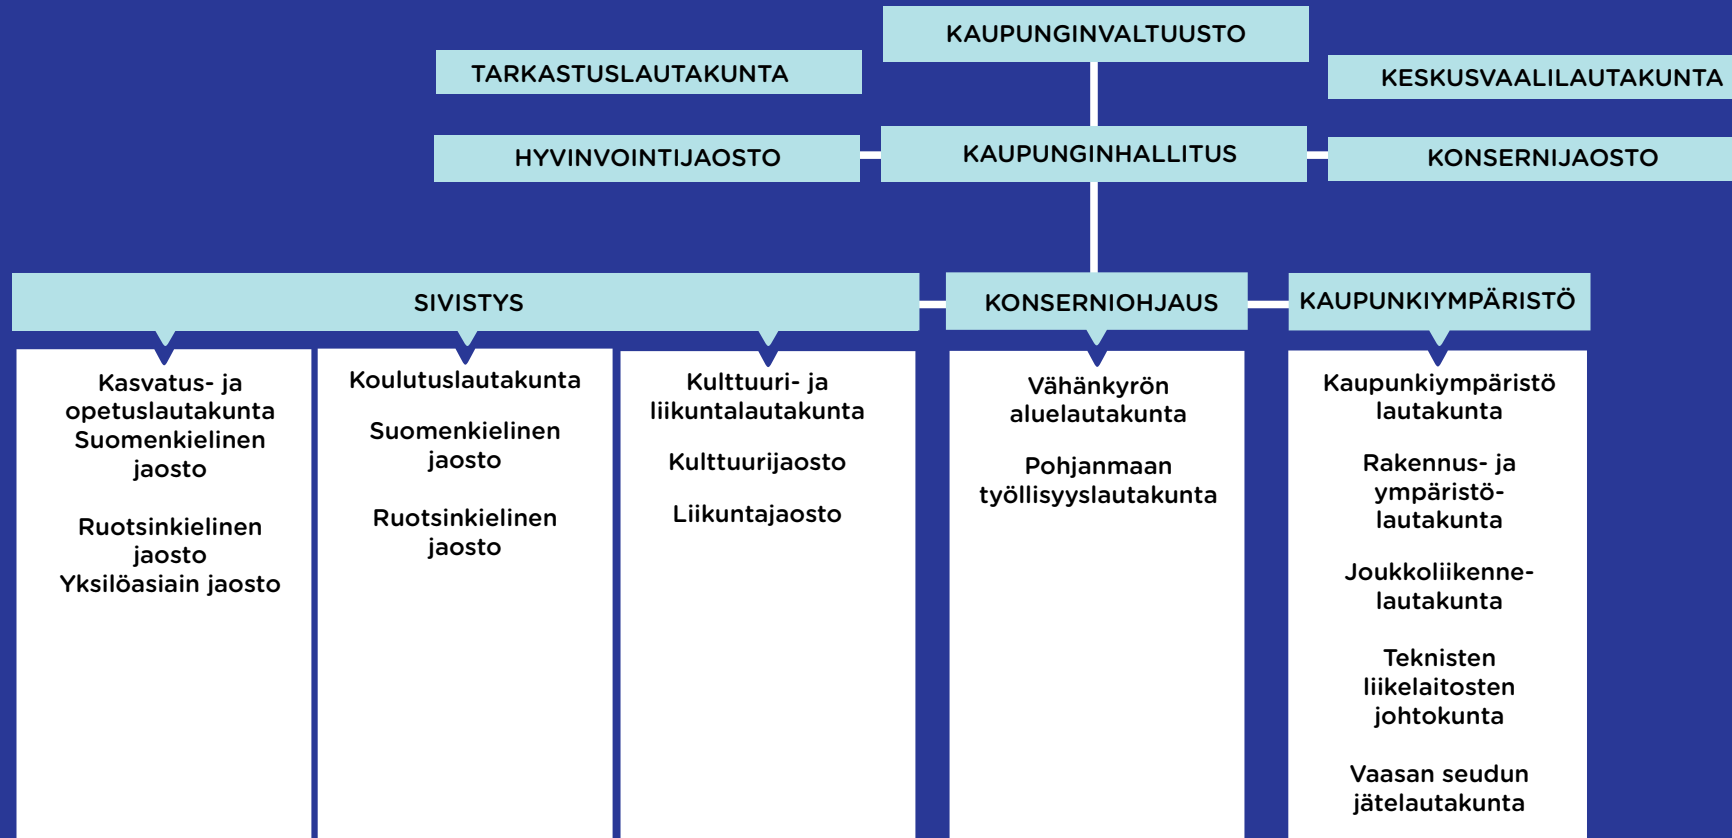 KAUPUNGINVALTUUSTO
TARKASTUSLAUTAKUNTA
KESKUSVAALILAUTAKUNTA
HYVINVOINTIJAOSTO
KAUPUNGINHALLITUS
KONSERNIJAOSTO
SIVISTYS
KONSERNIOHJAUS
KAUPUNKIYMPÄRISTÖ
Kasvatus- ja
opetuslautakunta
Suomenkielinen
jaosto
Ruotsinkielinen
jaosto
Yksilöasiain jaosto
Koulutuslautakunta
Suomenkielinen
jaosto
Ruotsinkielinen
jaosto
Kulttuuri- ja
liikuntalautakunta
Kulttuurijaosto
Liikuntajaosto
Vähänkyrön
aluelautakunta
Pohjanmaan
työllisyyslautakunta
Kaupunkiympäristö
lautakunta
Rakennus- ja
ympäristö-
lautakunta
Joukkoliikenne-
lautakunta
Teknisten
liikelaitosten
johtokunta
Vaasan seudun
jätelautakunta